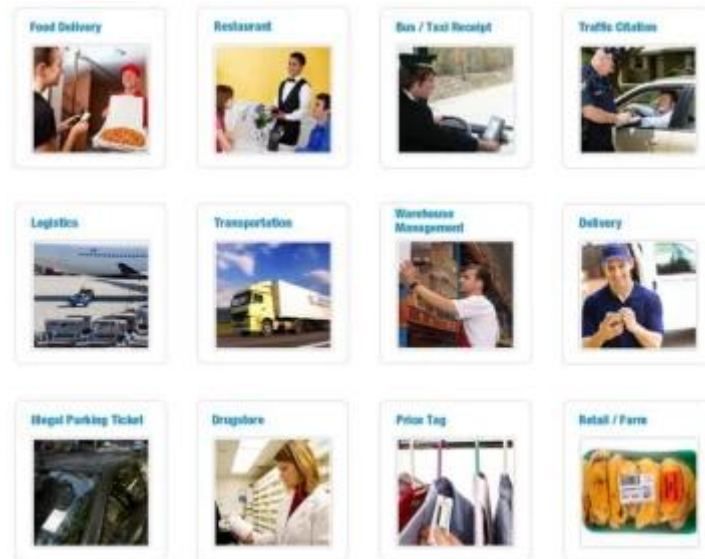 Food Delivery
Restaurant
Bus / Taxi Receipt
Traffic Citation
Logistics
Transportation
Warehouse
Management
Delivery
Illegal Parking Ticket
Drugstore
Price Tag
Retail / Farm